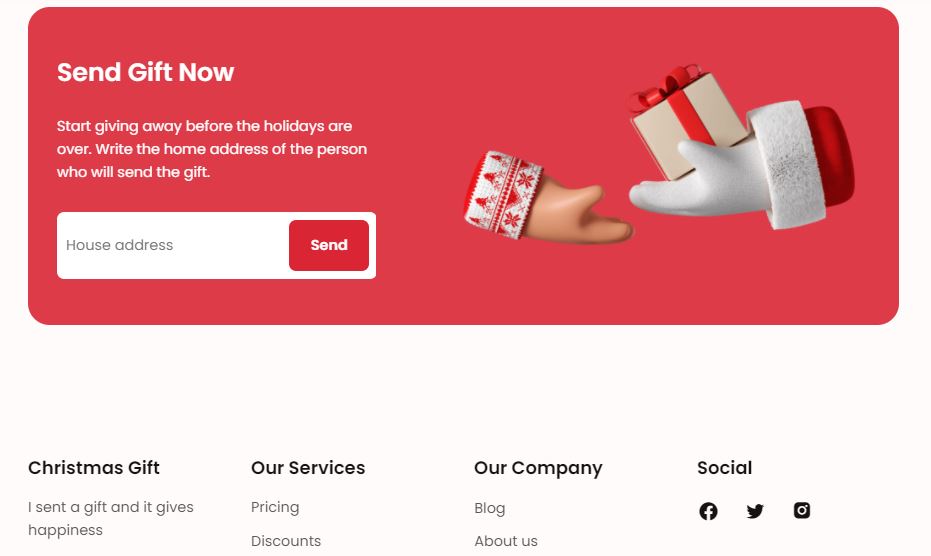 Send Gift Now
Start giving away before the holidays are
over. Write the home address of the person
who will send the gift.
House address
Send
Christmas Gift
I sent a gift and it gives
happiness
Our Services
Pricing
Discounts
Our Company
Blog
About us
Social